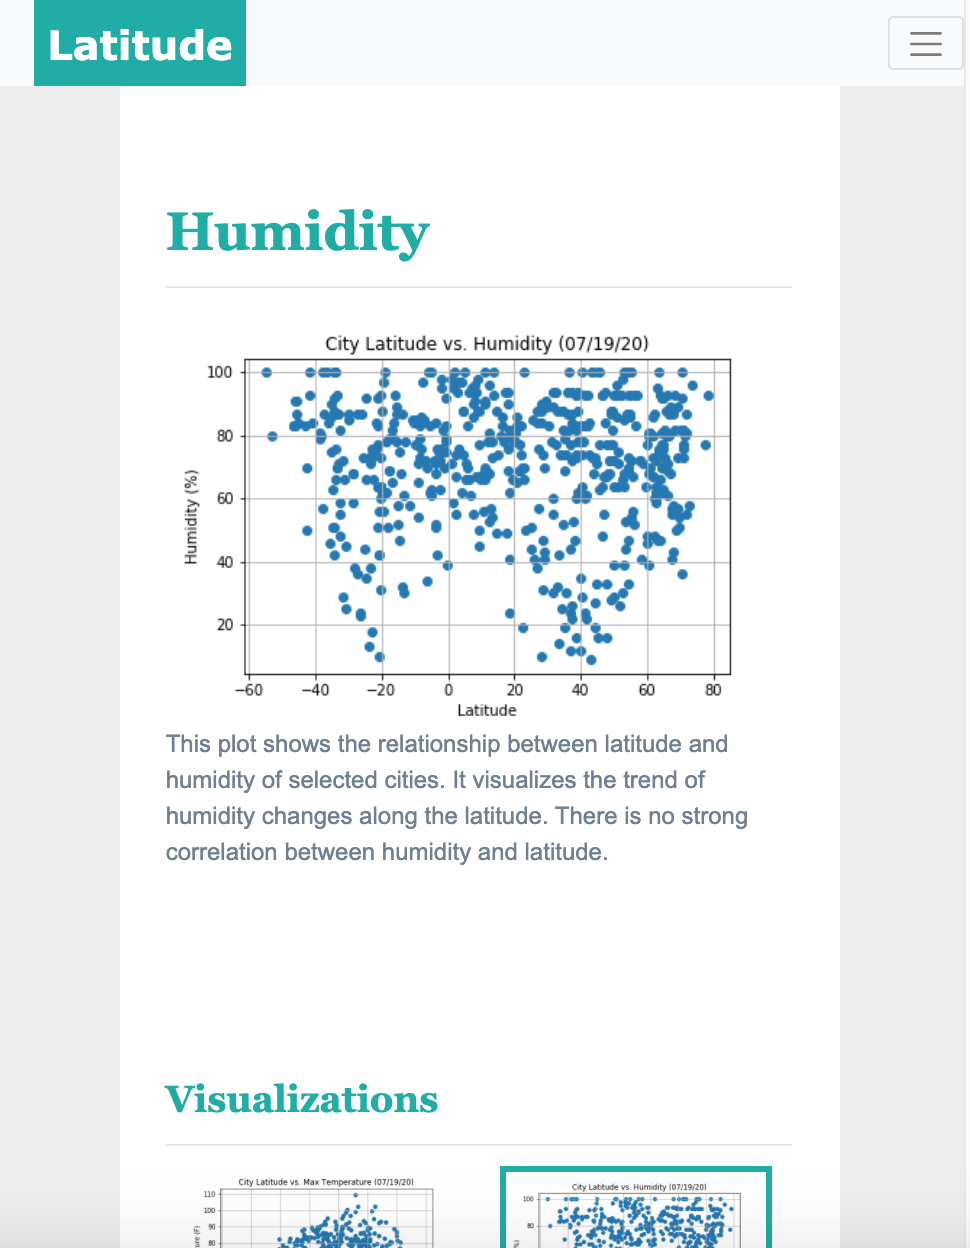 Latitude
Humidity
City Latitude vs. Humidity (07/19/20)
100
80
60
40
20
Humidity (%)
−60 −40 −20 0 20 40 60 80
Latitude
This plot shows the relationship between latitude and
humidity of selected cities. It visualizes the trend of
humidity changes along the latitude. There is no strong
correlation between humidity and latitude.
Visualizations
City Latitude vs. Max Temperature (07/19/20)
110
100
90
80
City Latitude vs. Humidity (07/19/20)
100
80